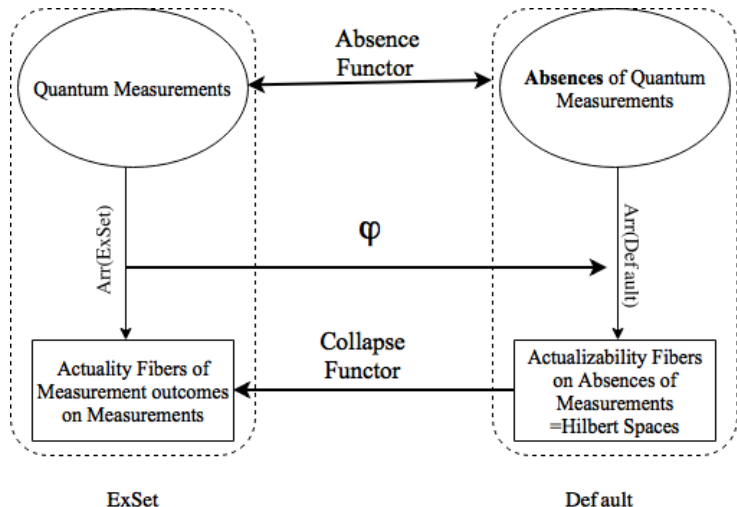 Absence
Functor
Quantum Measurements
Absences of Quantum
Measurements
Arr(ExSet)
φ
Arr(Default)
Collapse
Functor
Actuality Fibers of
Measurement outcomes
on Measurements
Actualizability Fibers
on Absences of
Measurements
=Hilbert Spaces
ExSet
Default